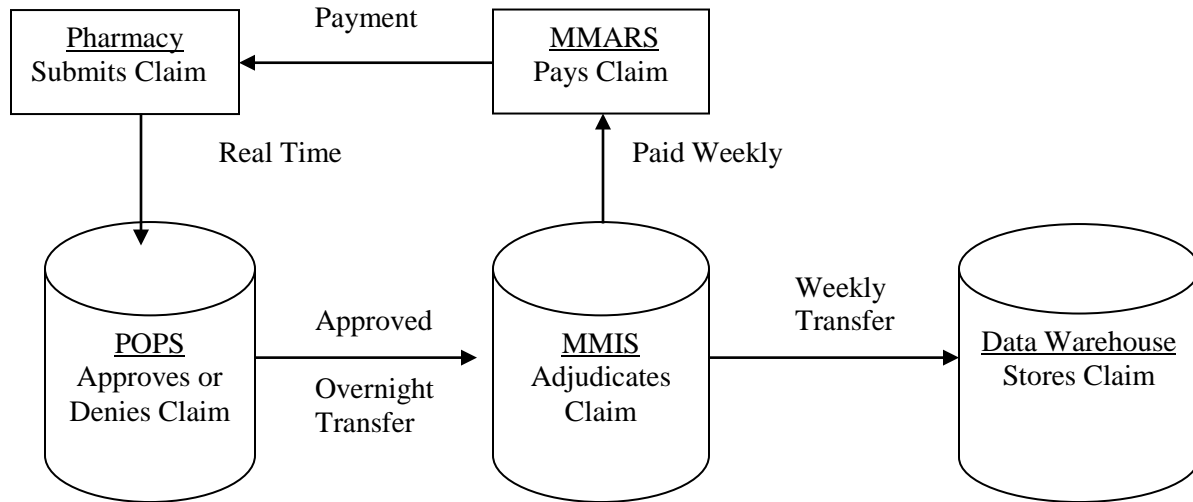 Payment
Pharmacy
Submits Claim
MMARS
Pays Claim
Real Time
Paid Weekly
POPS
Approves or
Denies Claim
Approved
Overnight
Transfer
MMIS
Adjudicates
Claim
Weekly
Transfer
Data Warehouse
Stores Claim